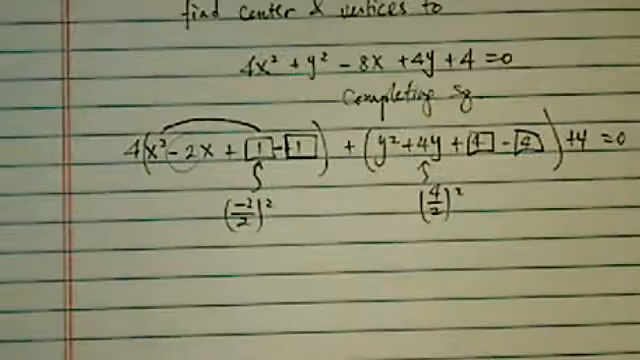 find center & vertices to
4x² + y² - 8x + 4y + 4 = 0
Completing sq
4(x² - 2x + 1 - 1) + (y² + 4y + 4 - 4) + 4 = 0
(-2/2)² (4/2)²